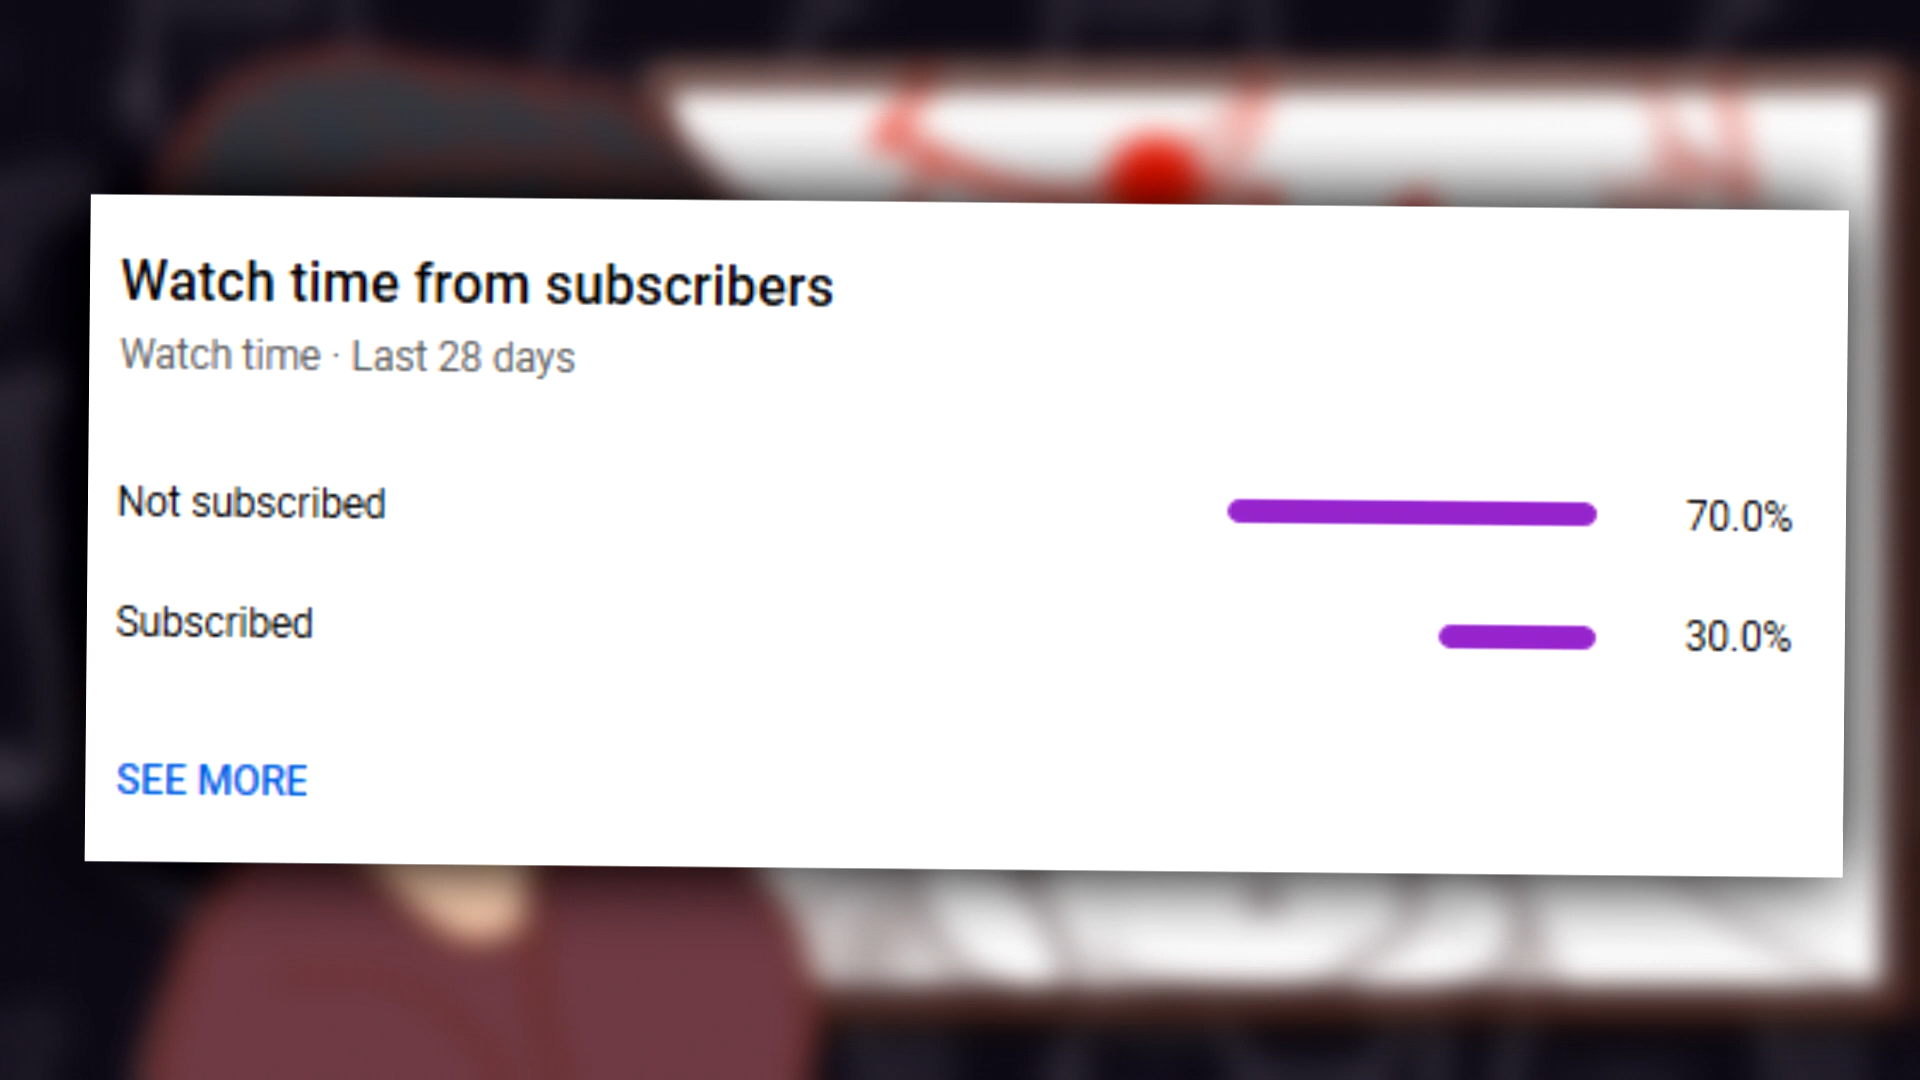 Watch time from subscribers
Watch time · Last 28 days
Not subscribed 70.0%
Subscribed 30.0%
SEE MORE